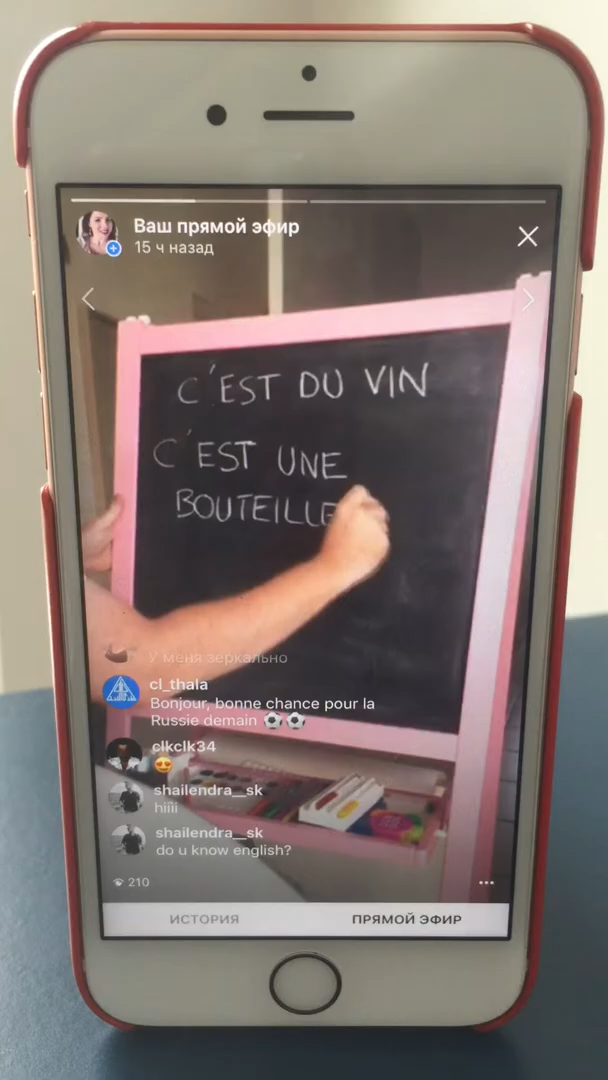 Ваш прямой эфир
15 ч назад
C'EST DU VIN
C'EST UNE
BOUTEILLE
У меня зеркально
cl_thala
Bonjour, bonne chance pour la
Russie demain ⚽⚽
clkclk34
😍
shailendra__sk
hiiii
shailendra__sk
do u know english?
210
ИСТОРИЯ
ПРЯМОЙ ЭФИР